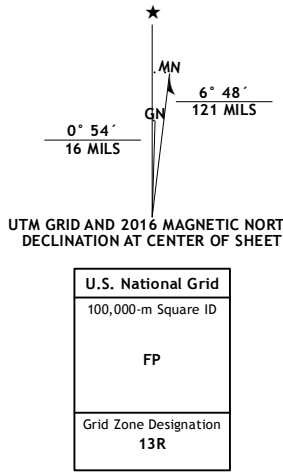 MN
6° 48´
121 MILS
GN
0° 54´
16 MILS
UTM GRID AND 2016 MAGNETIC NORT
DECLINATION AT CENTER OF SHEET
U.S. National Grid
100,000-m Square ID
FP
Grid Zone Designation
13R